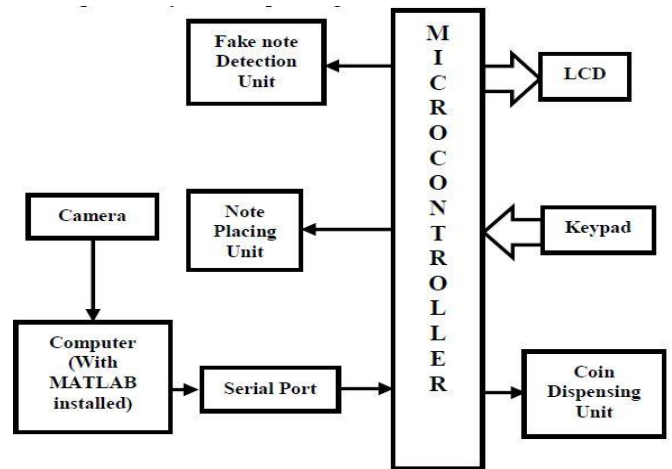 Fake note
Detection
Unit
M
I
C
R
O
C
O
N
T
R
O
L
L
E
R
LCD
Camera
Note
Placing
Unit
Keypad
Computer
(With
MATLAB
installed)
Serial Port
Coin
Dispensing
Unit